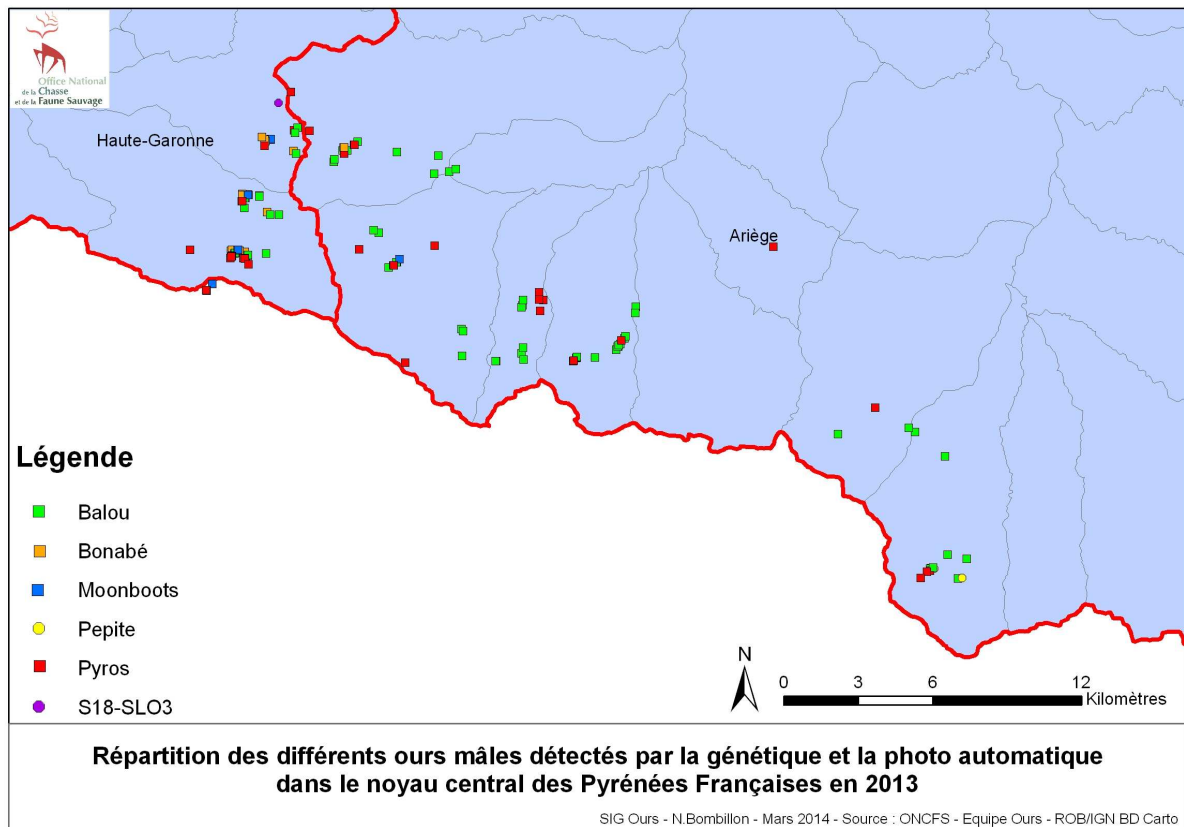 Office National
de la Chasse
et de la Faune Sauvage
Haute-Garonne
Ariège
Légende
Balou
Bonabé
Moonboots
Pepite
Pyros
S18-SLO3
N
0 3 6 12
Kilomètres
Répartition des différents ours mâles détectés par la génétique et la photo automatique
dans le noyau central des Pyrénées Françaises en 2013
SIG Ours - N.Bombillon - Mars 2014 - Source : ONCFS - Equipe Ours - ROB/IGN BD Carto